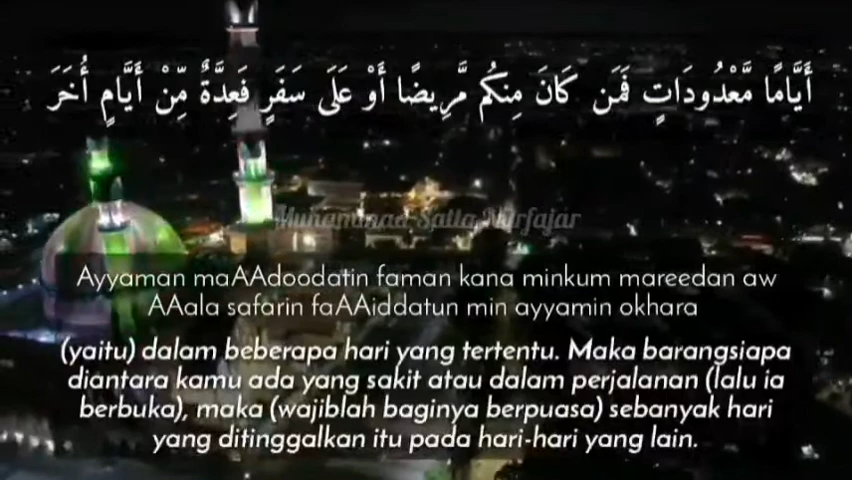 أَيَّامًا مَّعْدُودَاتٍ فَمَن كَانَ مِنكُم مَّرِيضًا أَوْ عَلَى سَفَرٍ فَعِدَّةٌ مِّنْ أَيَّامٍ أُخَرَ
Ayyaman maAAdoodatin faman kana minkum mareedan aw
AAala safarin faAAiddatun min ayyamin okhara
(yaitu) dalam beberapa hari yang tertentu. Maka barangsiapa
diantara kamu ada yang sakit atau dalam perjalanan (lalu ia
berbuka), maka (wajiblah baginya berpuasa) sebanyak hari
yang ditinggalkan itu pada hari-hari yang lain.